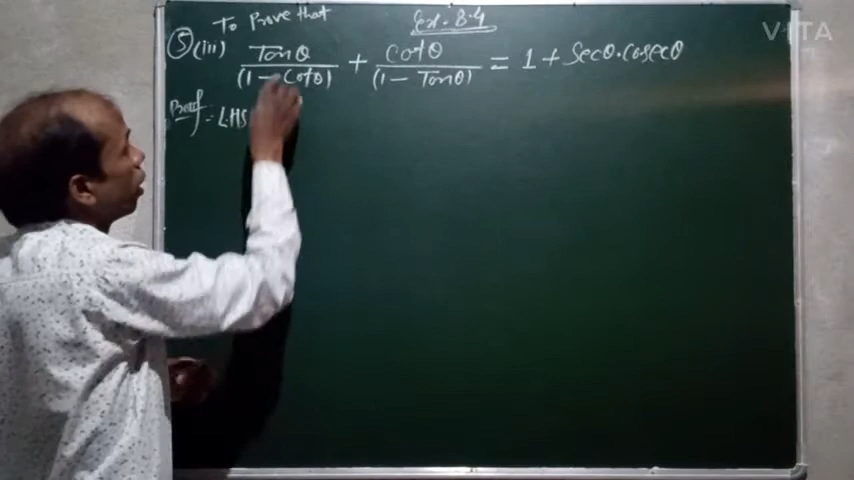 To Prove that Ex-8.4
5 (iii) Tanθ/(1-Cotθ) + Cotθ/(1-Tanθ) = 1 + Secθ.Cosecθ
Proof:- L.HS
VITA